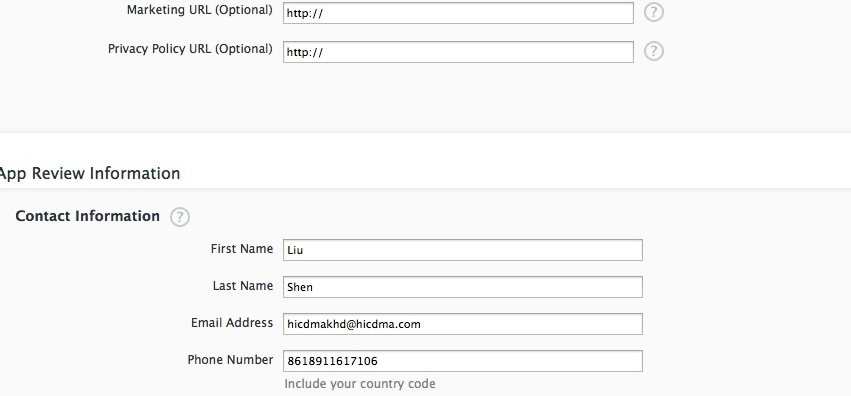 Marketing URL (Optional) http:// ?
Privacy Policy URL (Optional) http:// ?
App Review Information
Contact Information ?
First Name Liu
Last Name Shen
Email Address hicdmakhd@hicdma.com
Phone Number 8618911617106
Include your country code